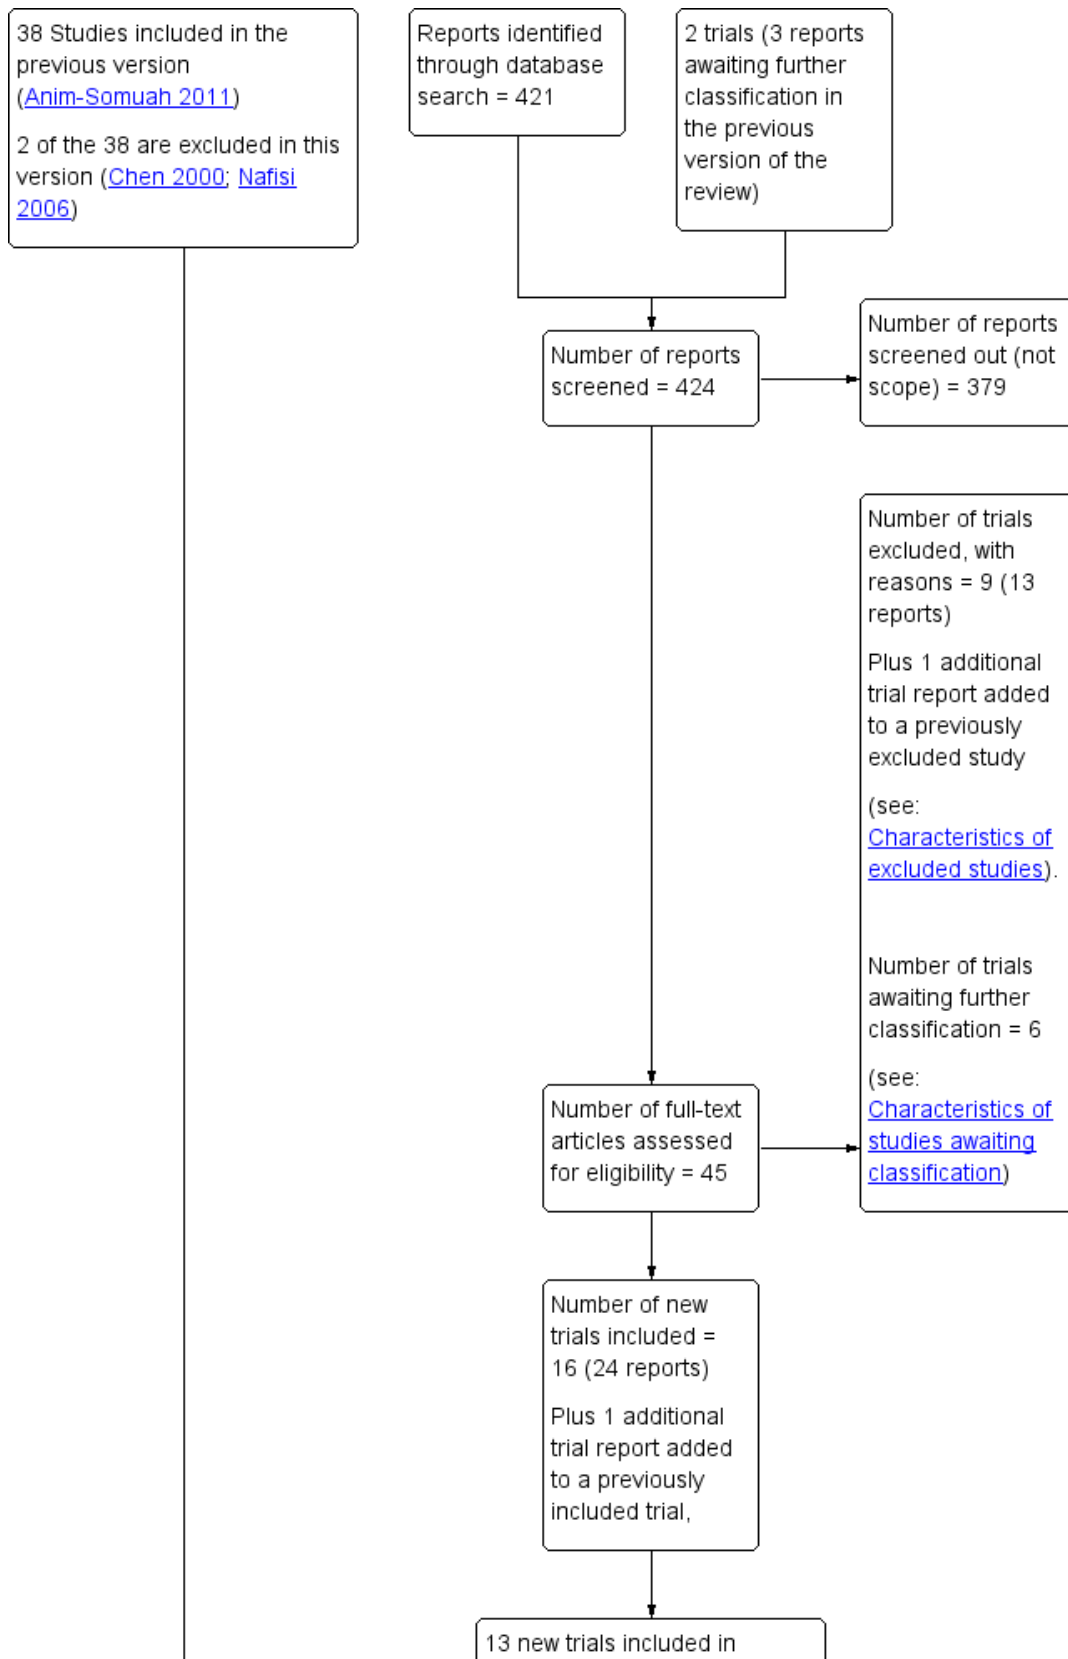 38 Studies included in the
previous version
(Anim-Somuah 2011)
2 of the 38 are excluded in this
version (Chen 2000; Nafisi
2006)
Reports identified
through database
search = 421
2 trials (3 reports
awaiting further
classification in
the previous
version of the
review)
Number of reports
screened = 424
Number of reports
screened out (not
scope) = 379
Number of trials
excluded, with
reasons = 9 (13
reports)
Plus 1 additional
trial report added
to a previously
excluded study
(see:
Characteristics of
excluded studies).
Number of trials
awaiting further
classification = 6
(see:
Characteristics of
studies awaiting
classification)
Number of full-text
articles assessed
for eligibility = 45
Number of new
trials included =
16 (24 reports)
Plus 1 additional
trial report added
to a previously
included trial,
13 new trials included in